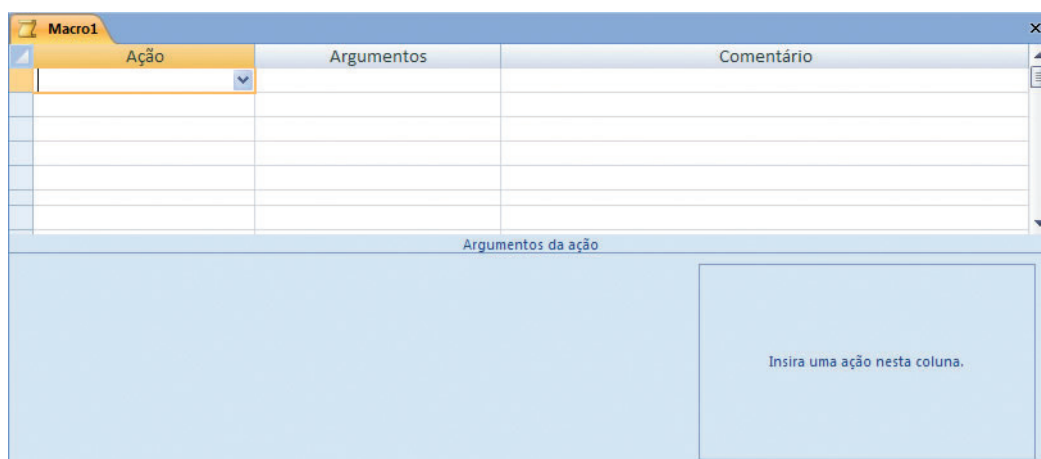 Macro1
Ação Argumentos Comentário
Argumentos da ação
Insira uma ação nesta coluna.